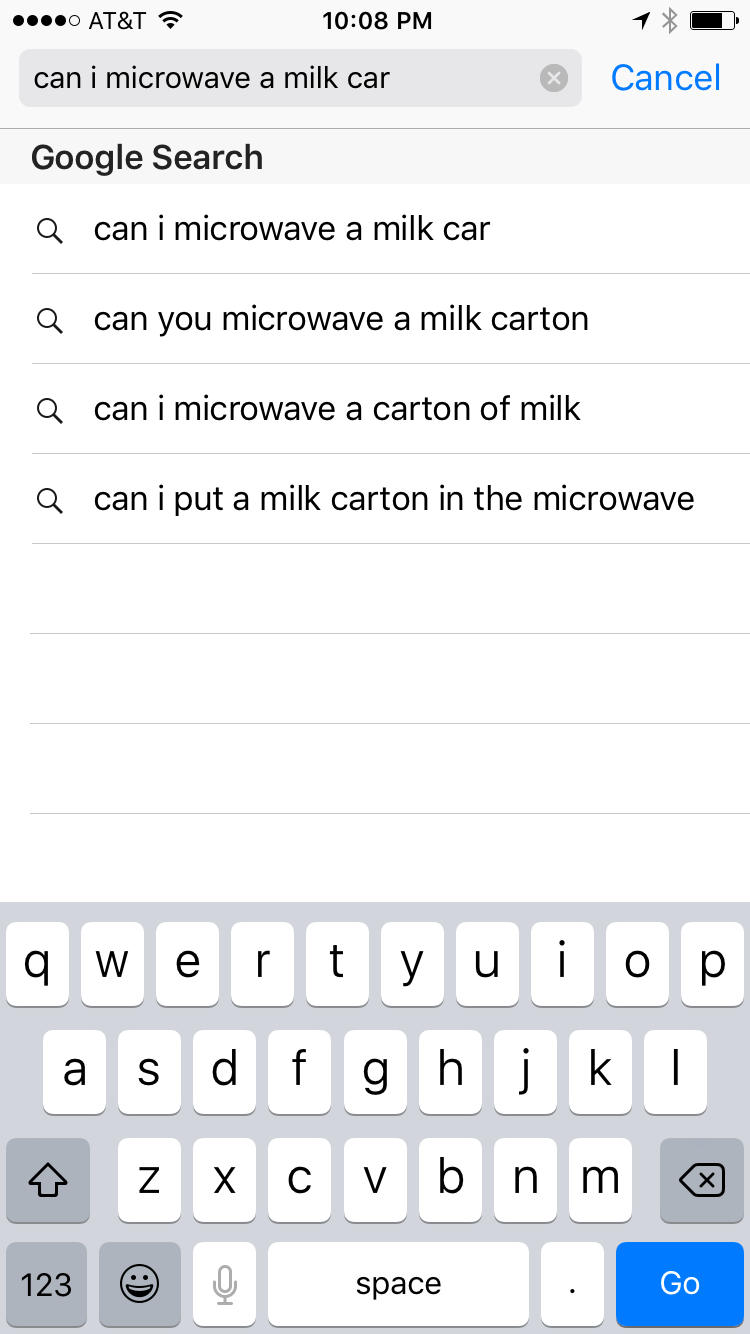 AT&T 10:08 PM
can i microwave a milk car Cancel
Google Search
can i microwave a milk car
can you microwave a milk carton
can i microwave a carton of milk
can i put a milk carton in the microwave
q w e r t y u i o p
a s d f g h j k l
z x c v b n m
123 space . Go